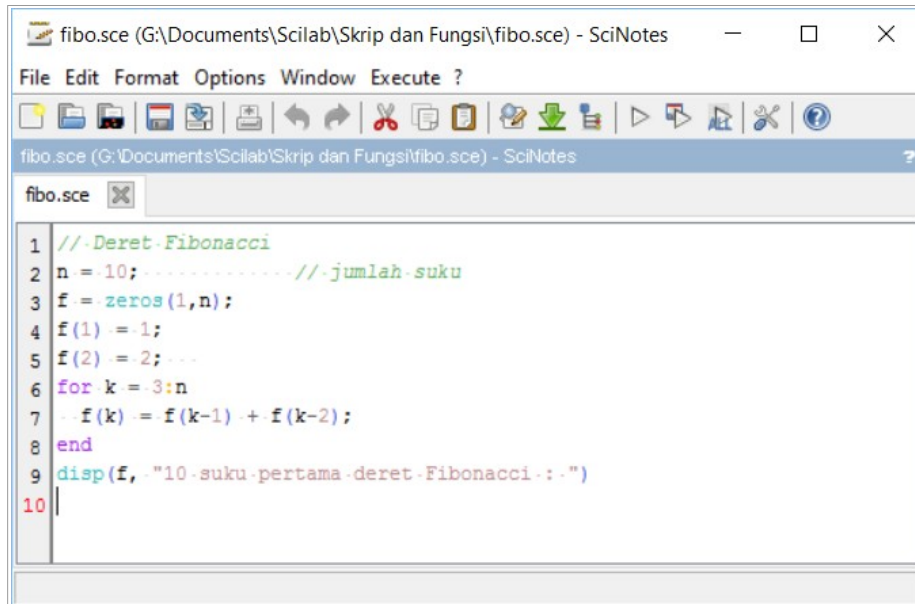 fibo.sce (G:\Documents\Scilab\Skrip dan Fungsi\fibo.sce) - SciNotes
File Edit Format Options Window Execute ?
fibo.sce (G:\Documents\Scilab\Skrip dan Fungsi\fibo.sce) - SciNotes ?
fibo.sce
1 // Deret Fibonacci
2 n = 10; // jumlah suku
3 f = zeros(1,n);
4 f(1) = 1;
5 f(2) = 2;
6 for k = 3:n
7 f(k) = f(k-1) + f(k-2);
8 end
9 disp(f, "10 suku pertama deret Fibonacci : ")
10